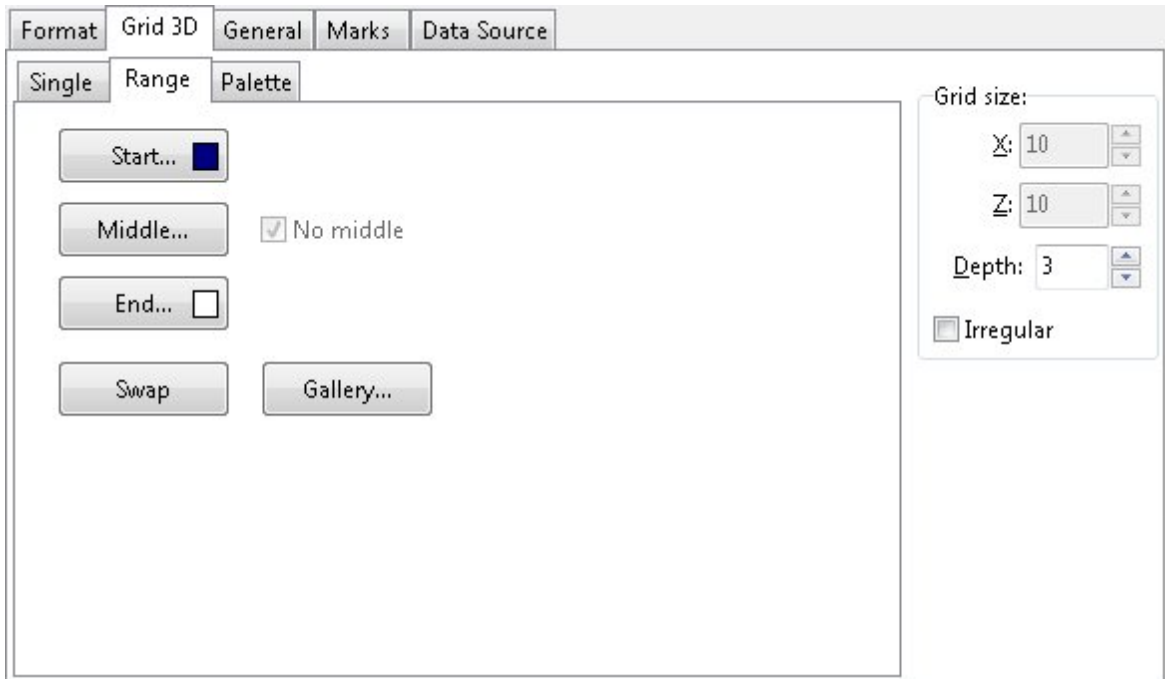 Format Grid 3D General Marks Data Source
Single Range Palette
Start...
Middle... No middle
End...
Swap Gallery...
Grid size:
X: 10
Z: 10
Depth: 3
Irregular